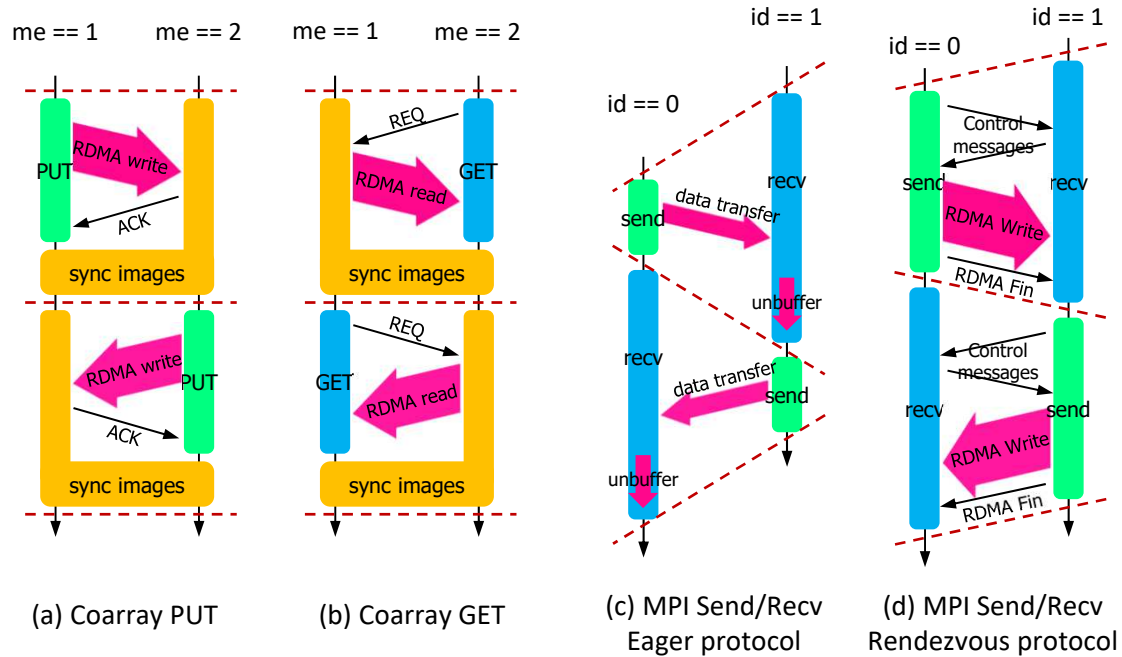 me == 1
me == 2
PUT
RDMA write
ACK
sync images
RDMA write
PUT
ACK
sync images
(a) Coarray PUT
me == 1
me == 2
REQ
RDMA read
GET
sync images
REQ
GET
RDMA read
sync images
(b) Coarray GET
id == 0
id == 1
send
data transfer
recv
unbuffer
recv
data transfer
send
unbuffer
(c) MPI Send/Recv
Eager protocol
id == 0
id == 1
Control
messages
send
recv
RDMA Write
RDMA Fin
Control
messages
recv
send
RDMA Write
RDMA Fin
(d) MPI Send/Recv
Rendezvous protocol